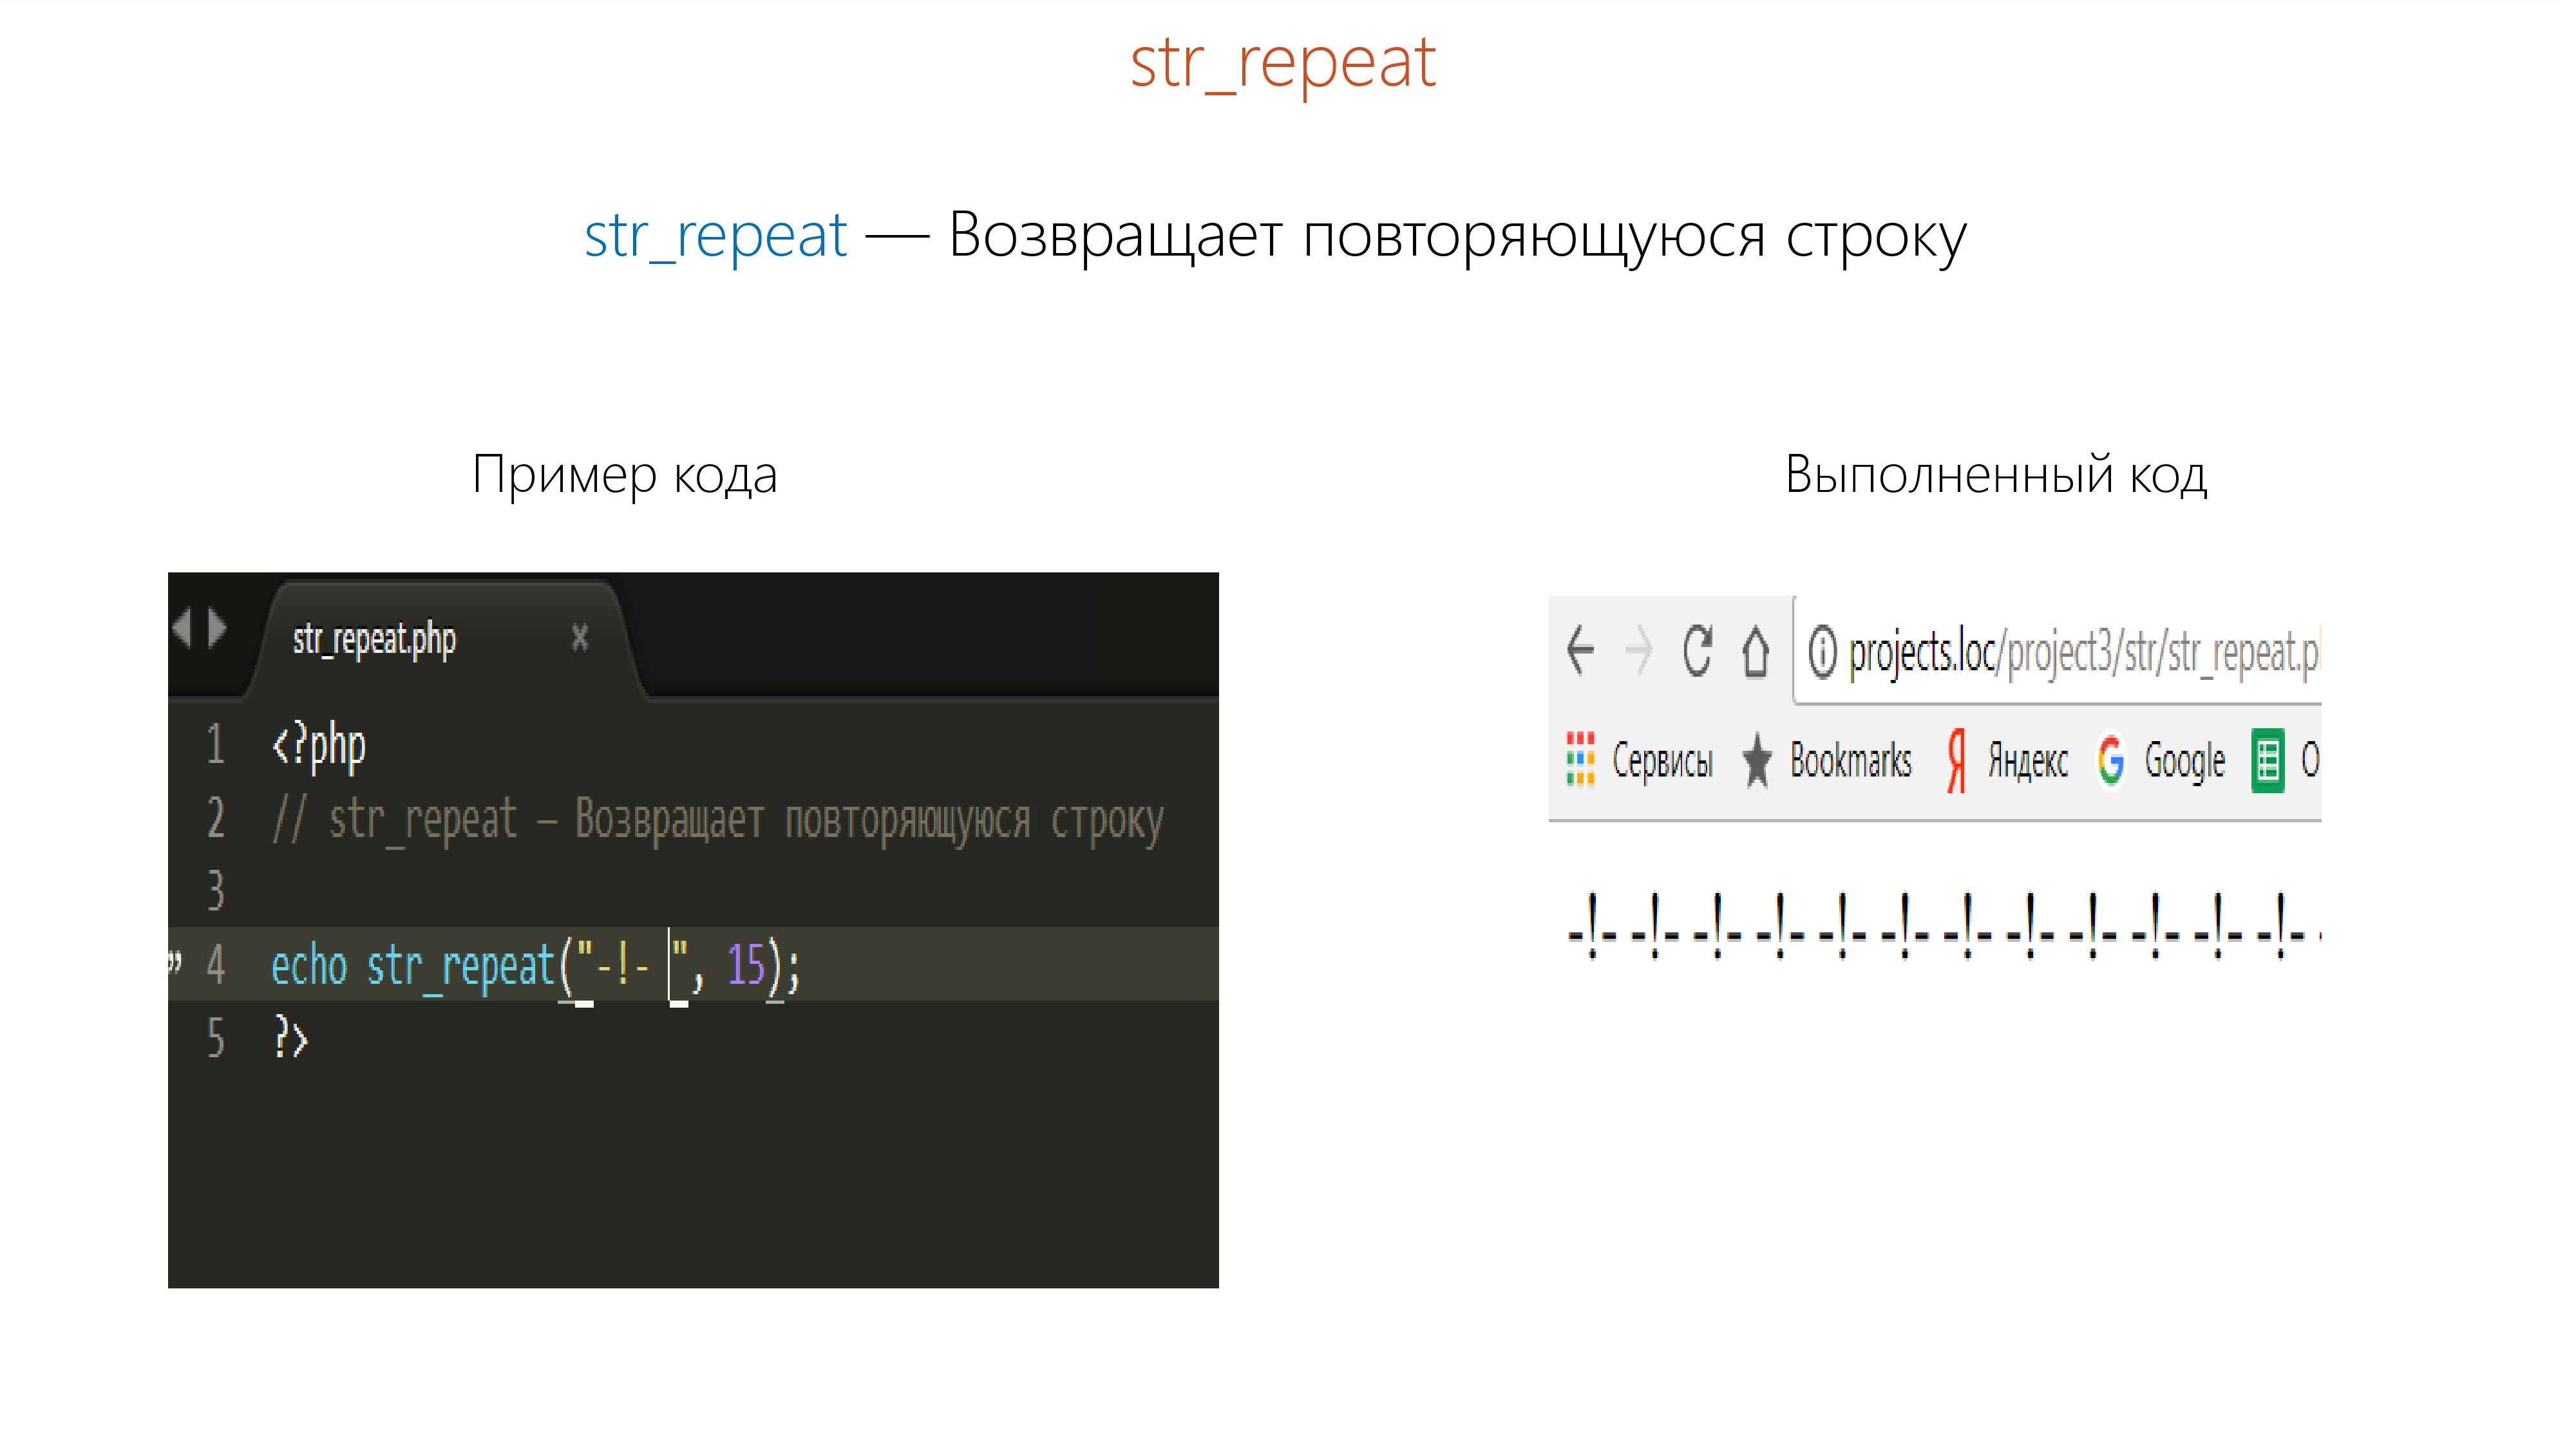 str_repeat
str_repeat — Возвращает повторяющуюся строку
Пример кода
Выполненный код
str_repeat.php ×
1 <?php
2 // str_repeat — Возвращает повторяющуюся строку
3
4 echo str_repeat("-!- ", 15);
5 ?>
projects.loc/project3/str/str_repeat.p
Сервисы Bookmarks Яндекс Google О
-!- -!- -!- -!- -!- -!- -!- -!- -!- -!- -!- -!- -